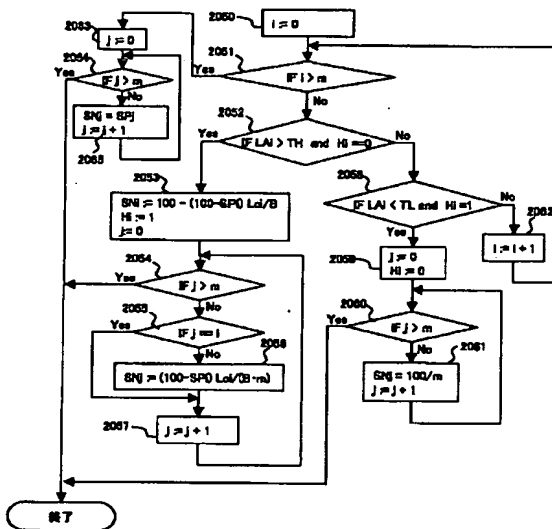 2050
i := 0
2063
j := 0
2051
IF i > m
Yes
No
2064
IF j > m
Yes
No
SNj = SPj
j := j + 1
2065
2052
IF LAi > TH and Hi == 0
Yes
No
2053
SNi := 100 - (100-SPi) Lai/B
Hi := 1
j := 0
2058
IF LAi < TL and Hi = 1
Yes
No
2062
i := i + 1
2059
j := 0
Hi := 0
2054
IF j > m
Yes
No
2055
IF j == i
Yes
No
2056
SNj := (100-SPi) Lai/(B·m)
2057
j := j + 1
2060
IF j > m
Yes
No
2061
SNj = 100/m
j := j + 1
終了